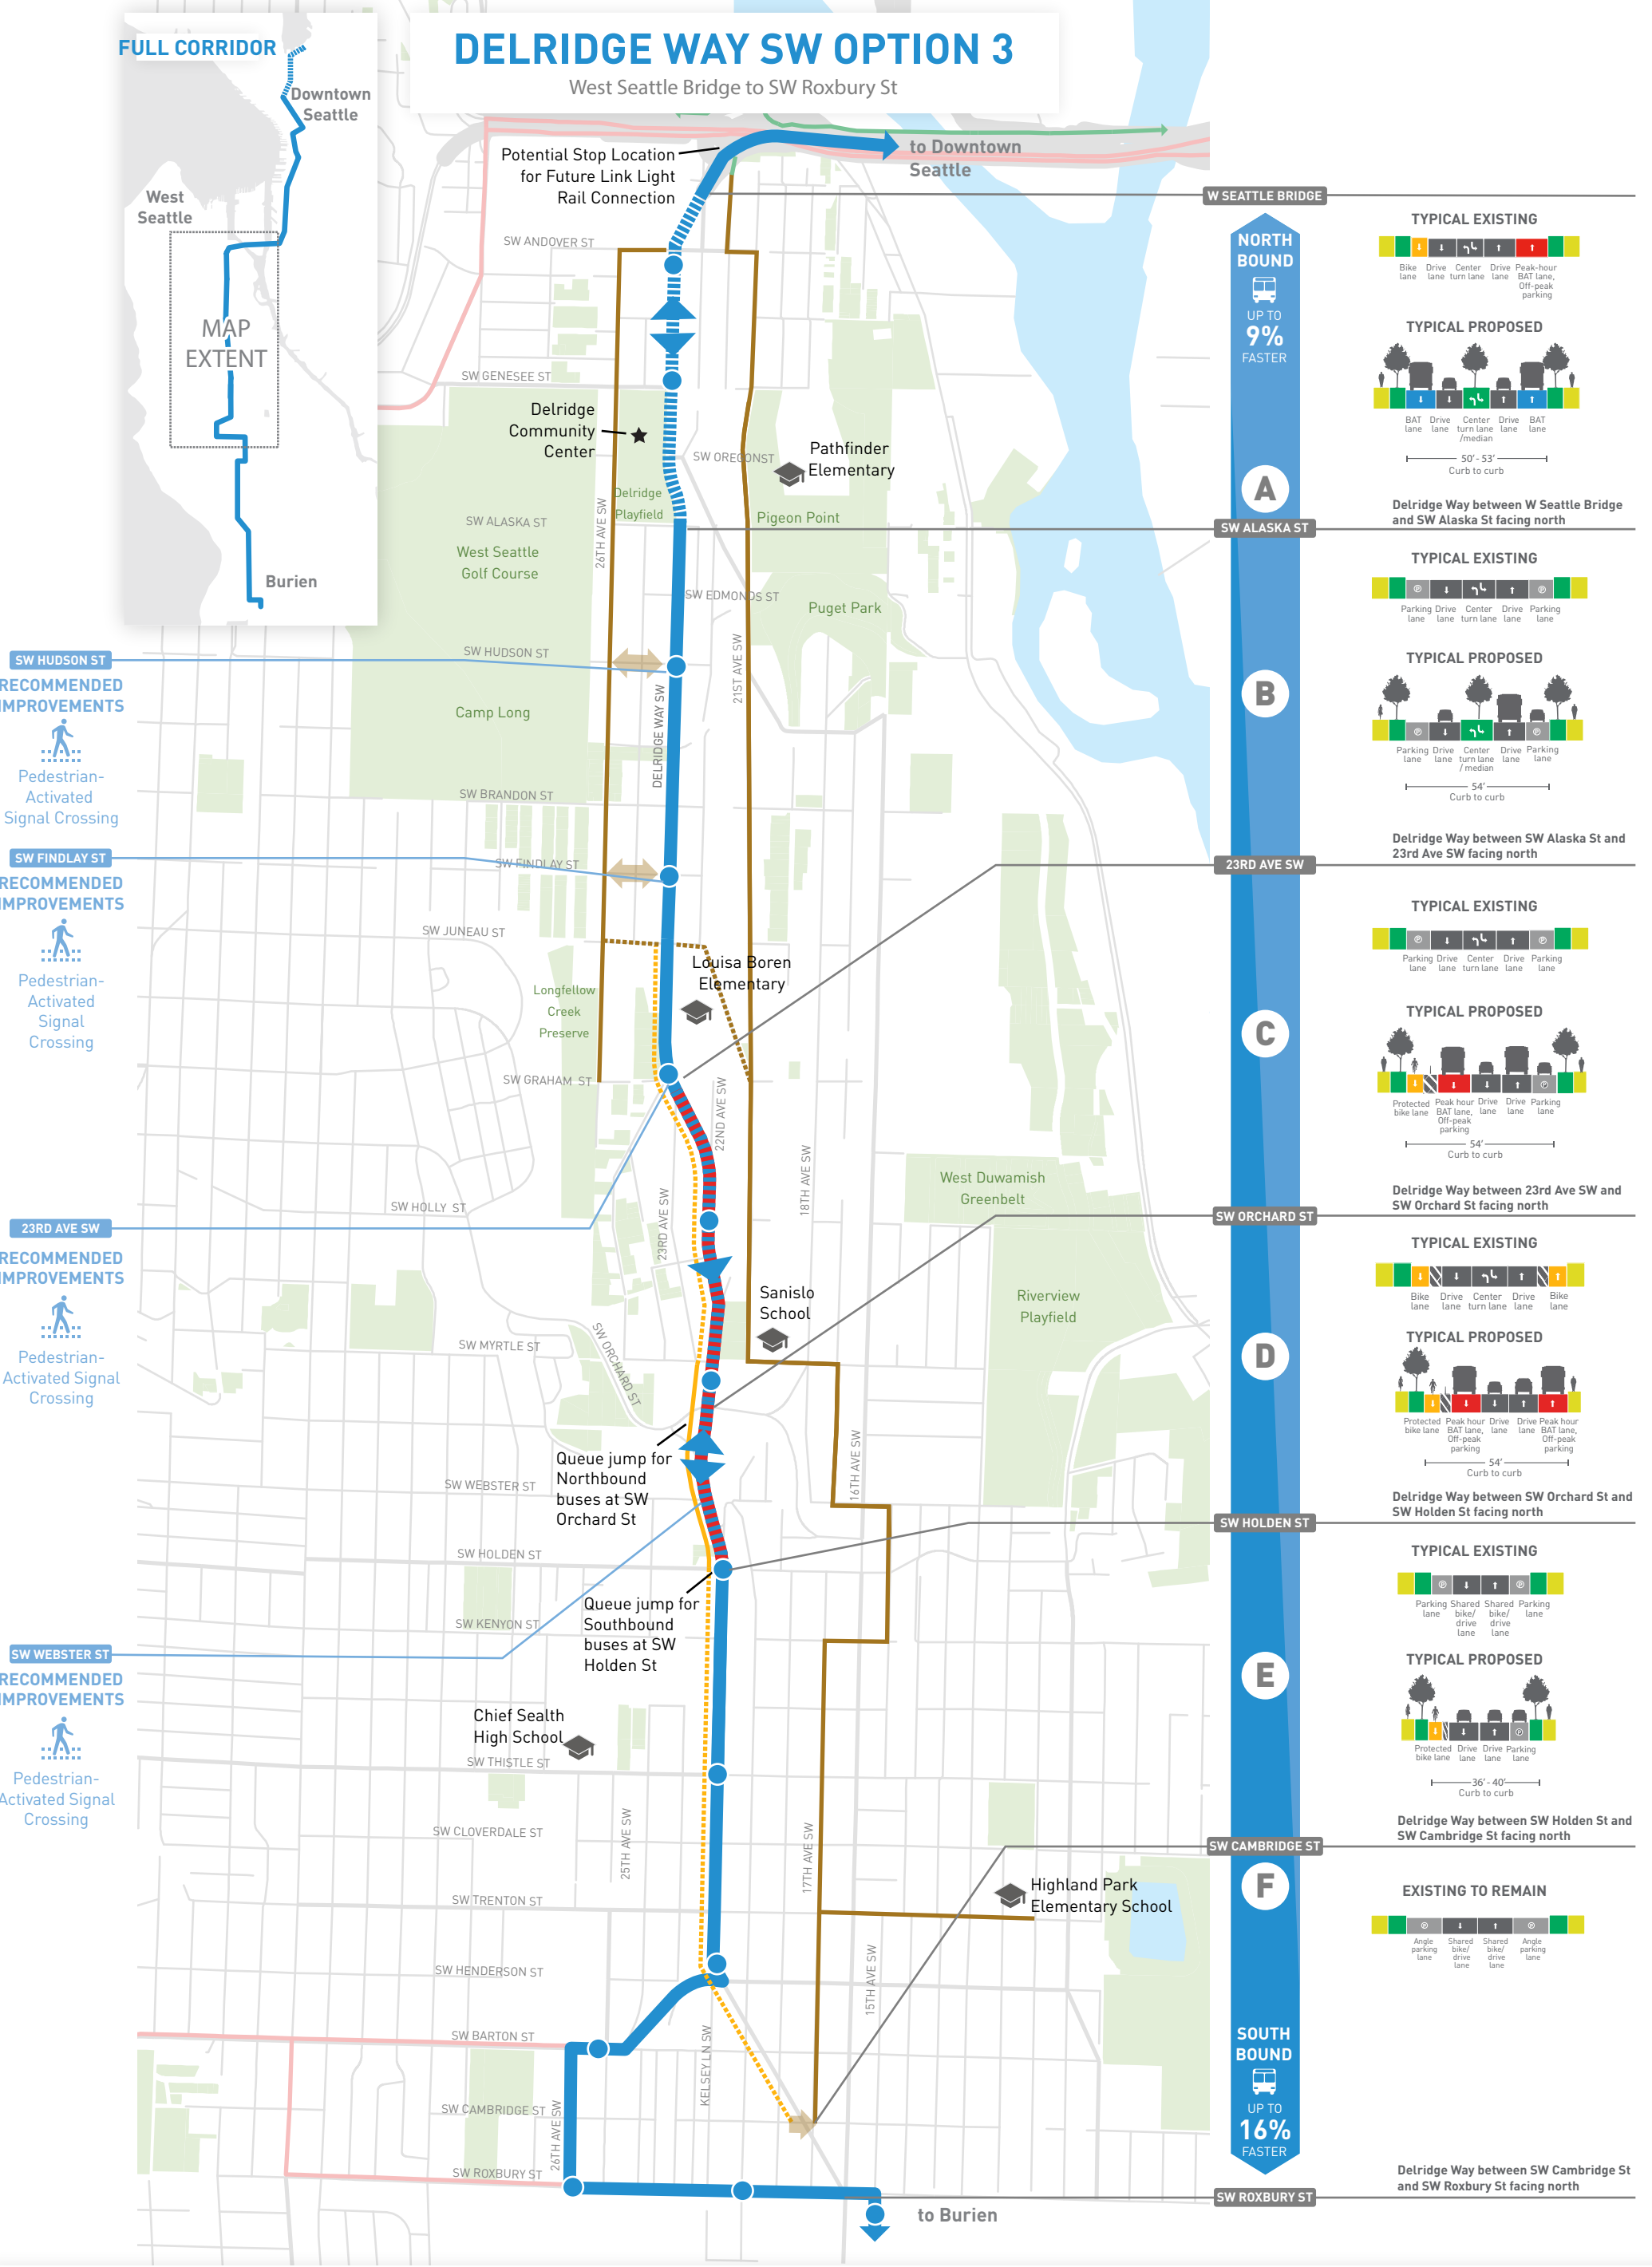 DELRIDGE WAY SW OPTION 3
West Seattle Bridge to SW Roxbury St
FULL CORRIDOR
Downtown
Seattle
West
Seattle
MAP
EXTENT
Burien
Potential Stop Location
for Future Link Light
Rail Connection
to Downtown
Seattle
SW ANDOVER ST
SW GENESEE ST
Delridge
Community
Center
SW OREGONST
Pathfinder
Elementary
Delridge
Playfield
Pigeon Point
26TH AVE SW
SW ALASKA ST
West Seattle
Golf Course
SW EDMONDS ST
Puget Park
21ST AVE SW
SW HUDSON ST
DELRIDGE WAY SW
Camp Long
SW BRANDON ST
SW FINDLAY ST
SW JUNEAU ST
Louisa Boren
Elementary
Longfellow
Creek
Preserve
SW GRAHAM ST
22ND AVE SW
18TH AVE SW
West Duwamish
Greenbelt
SW HOLLY ST
23RD AVE SW
Sanislo
School
Riverview
Playfield
SW MYRTLE ST
SW ORCHARD ST
16TH AVE SW
Queue jump for
Northbound
buses at SW
Orchard St
SW WEBSTER ST
SW HOLDEN ST
Queue jump for
Southbound
buses at SW
Holden St
SW KENYON ST
Chief Sealth
High School
SW THISTLE ST
SW CLOVERDALE ST
25TH AVE SW
17TH AVE SW
Highland Park
Elementary School
SW TRENTON ST
15TH AVE SW
SW HENDERSON ST
SW BARTON ST
KELSEY LN SW
SW CAMBRIDGE ST
26TH AVE SW
SW ROXBURY ST
to Burien
SW HUDSON ST
RECOMMENDED
IMPROVEMENTS
Pedestrian-
Activated
Signal Crossing
SW FINDLAY ST
RECOMMENDED
IMPROVEMENTS
Pedestrian-
Activated
Signal
Crossing
23RD AVE SW
RECOMMENDED
IMPROVEMENTS
Pedestrian-
Activated Signal
Crossing
SW WEBSTER ST
RECOMMENDED
IMPROVEMENTS
Pedestrian-
Activated Signal
Crossing
W SEATTLE BRIDGE
NORTH
BOUND
UP TO
9%
FASTER
TYPICAL EXISTING
Bike lane
Drive lane
Center turn lane
Drive lane
Peak-hour BAT lane, Off-peak parking
TYPICAL PROPOSED
BAT lane
Drive lane
Center turn lane /median
Drive lane
BAT lane
50' - 53'
Curb to curb
A
Delridge Way between W Seattle Bridge
and SW Alaska St facing north
SW ALASKA ST
TYPICAL EXISTING
P
P
Parking lane
Drive lane
Center turn lane
Drive lane
Parking lane
TYPICAL PROPOSED
B
P
P
Parking lane
Drive lane
Center turn lane / median
Drive lane
Parking lane
54'
Curb to curb
Delridge Way between SW Alaska St and
23rd Ave SW facing north
23RD AVE SW
TYPICAL EXISTING
P
P
Parking lane
Drive lane
Center turn lane
Drive lane
Parking lane
TYPICAL PROPOSED
C
P
Protected bike lane
Peak hour BAT lane, Off-peak parking
Drive lane
Drive lane
Parking lane
54'
Curb to curb
Delridge Way between 23rd Ave SW and
SW Orchard St facing north
SW ORCHARD ST
TYPICAL EXISTING
Bike lane
Drive lane
Center turn lane
Drive lane
Bike lane
TYPICAL PROPOSED
D
Protected bike lane
Peak hour BAT lane, Off-peak parking
Drive lane
Drive lane
Peak hour BAT lane, Off-peak parking
54'
Curb to curb
Delridge Way between SW Orchard St and
SW Holden St facing north
SW HOLDEN ST
TYPICAL EXISTING
P
P
Parking lane
Shared bike/ drive lane
Shared bike/ drive lane
Parking lane
TYPICAL PROPOSED
E
P
Protected bike lane
Drive lane
Drive lane
Parking lane
36' - 40'
Curb to curb
Delridge Way between SW Holden St and
SW Cambridge St facing north
SW CAMBRIDGE ST
F
EXISTING TO REMAIN
P
P
Angle parking lane
Shared bike/ drive lane
Shared bike/ drive lane
Angle parking lane
SOUTH
BOUND
UP TO
16%
FASTER
Delridge Way between SW Cambridge St
and SW Roxbury St facing north
SW ROXBURY ST